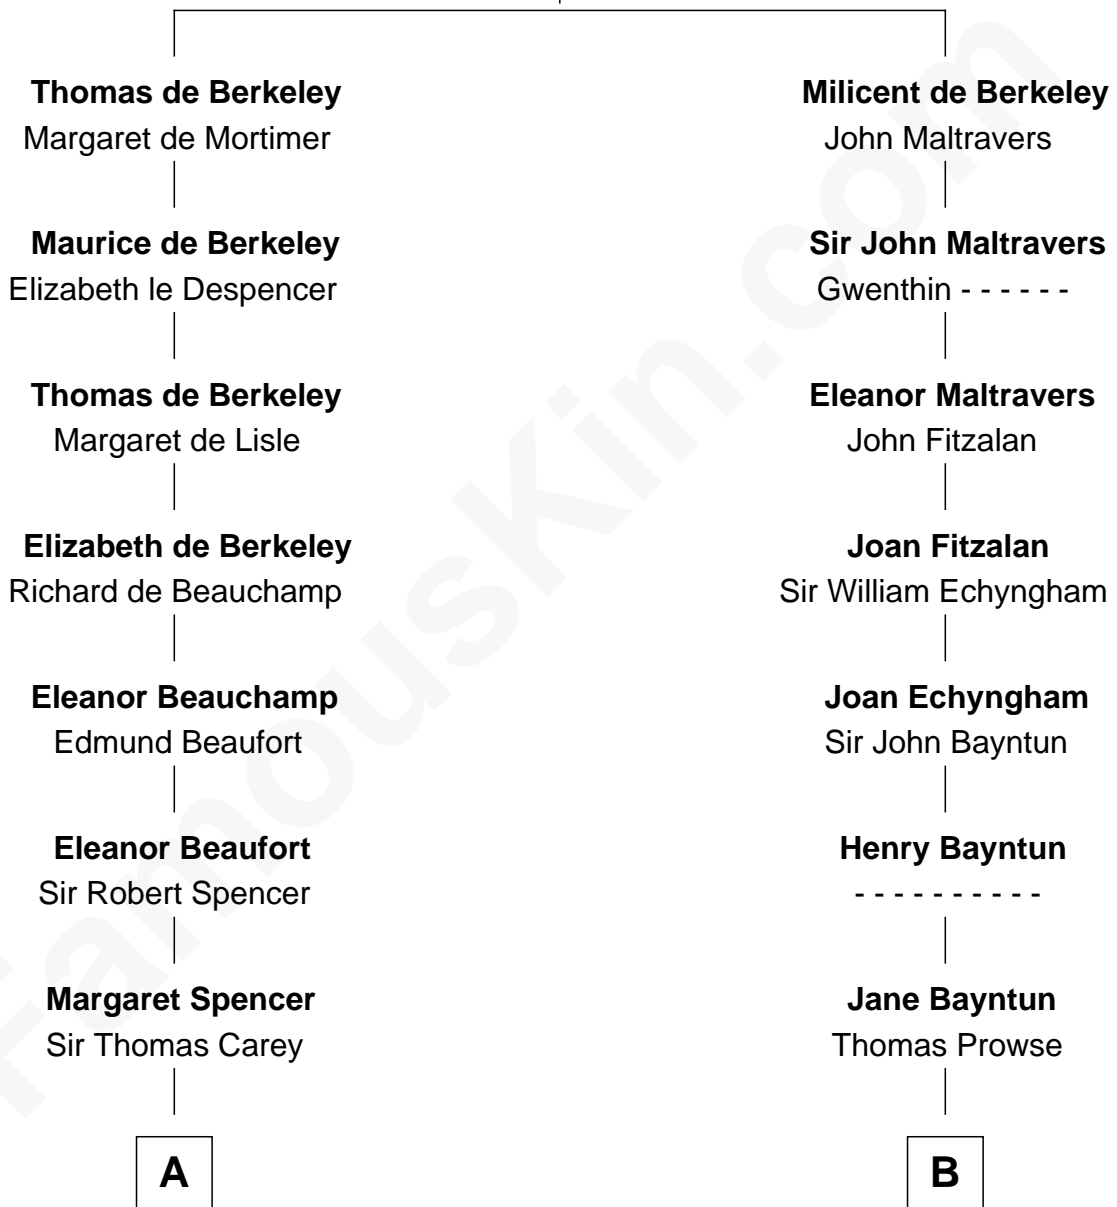 Thomas de Berkeley
Margaret de Mortimer
Maurice de Berkeley
Elizabeth le Despencer
Thomas de Berkeley
Margaret de Lisle
Elizabeth de Berkeley
Richard de Beauchamp
Eleanor Beauchamp
Edmund Beaufort
Eleanor Beaufort
Sir Robert Spencer
Margaret Spencer
Sir Thomas Carey
A
Milicent de Berkeley
John Maltravers
Sir John Maltravers
Gwenthin - - - - - -
Eleanor Maltravers
John Fitzalan
Joan Fitzalan
Sir William Echyngham
Joan Echyngham
Sir John Bayntun
Henry Bayntun
- - - - - - - - - -
Jane Bayntun
Thomas Prowse
B
FamousKin.com